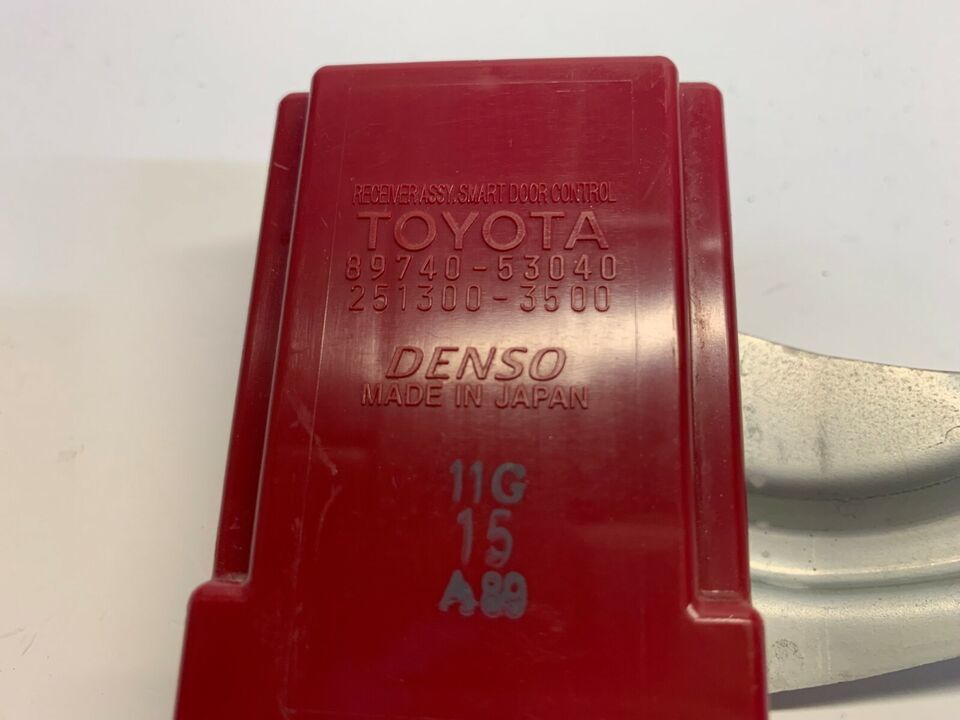 RECEIVER ASSY,SMART DOOR CONTROL
TOYOTA
89740-53040
251300-3500
DENSO
MADE IN JAPAN
11G
15
A89